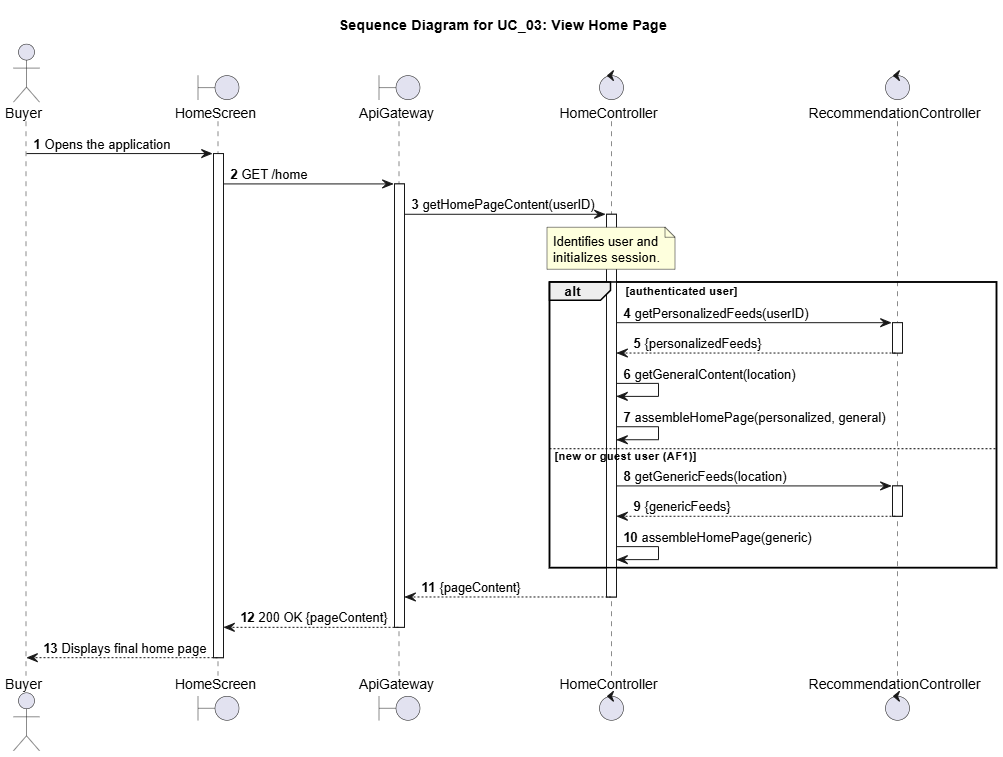 Sequence Diagram for UC_03: View Home Page
Buyer
HomeScreen
ApiGateway
HomeController
RecommendationController
1 Opens the application
2 GET /home
3 getHomePageContent(userID)
Identifies user and
initializes session.
alt
[authenticated user]
4 getPersonalizedFeeds(userID)
5 {personalizedFeeds}
6 getGeneralContent(location)
7 assembleHomePage(personalized, general)
[new or guest user (AF1)]
8 getGenericFeeds(location)
9 {genericFeeds}
10 assembleHomePage(generic)
11 {pageContent}
12 200 OK {pageContent}
13 Displays final home page
Buyer
HomeScreen
ApiGateway
HomeController
RecommendationController